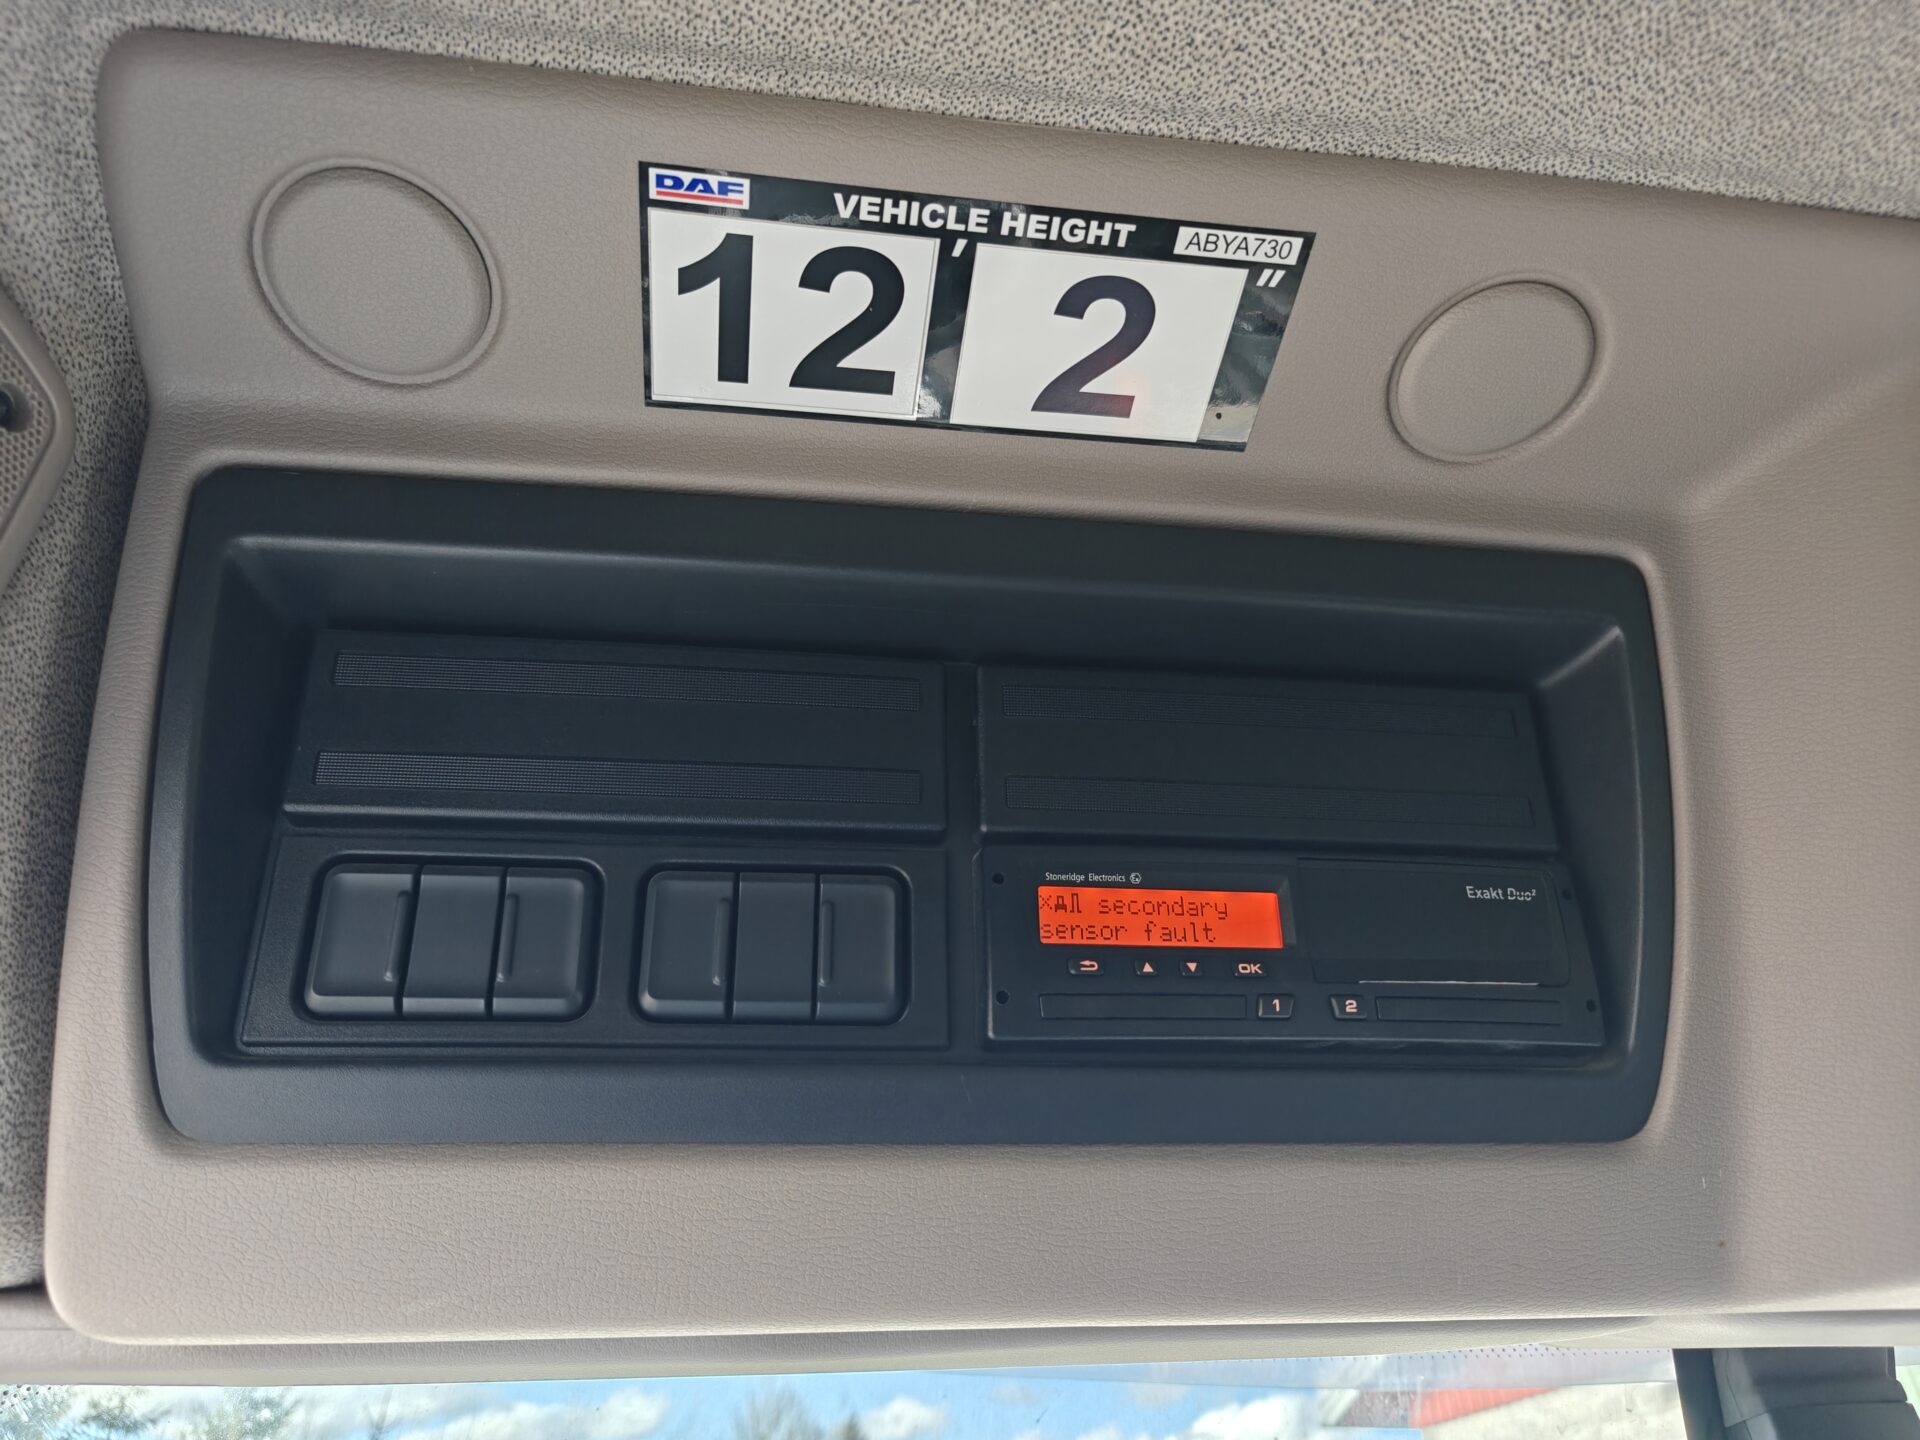 DAF
VEHICLE HEIGHT
ABYA730
12 ' 2 "
Stoneridge Electronics
Exakt Duo²
secondary
sensor fault
OK
1
2